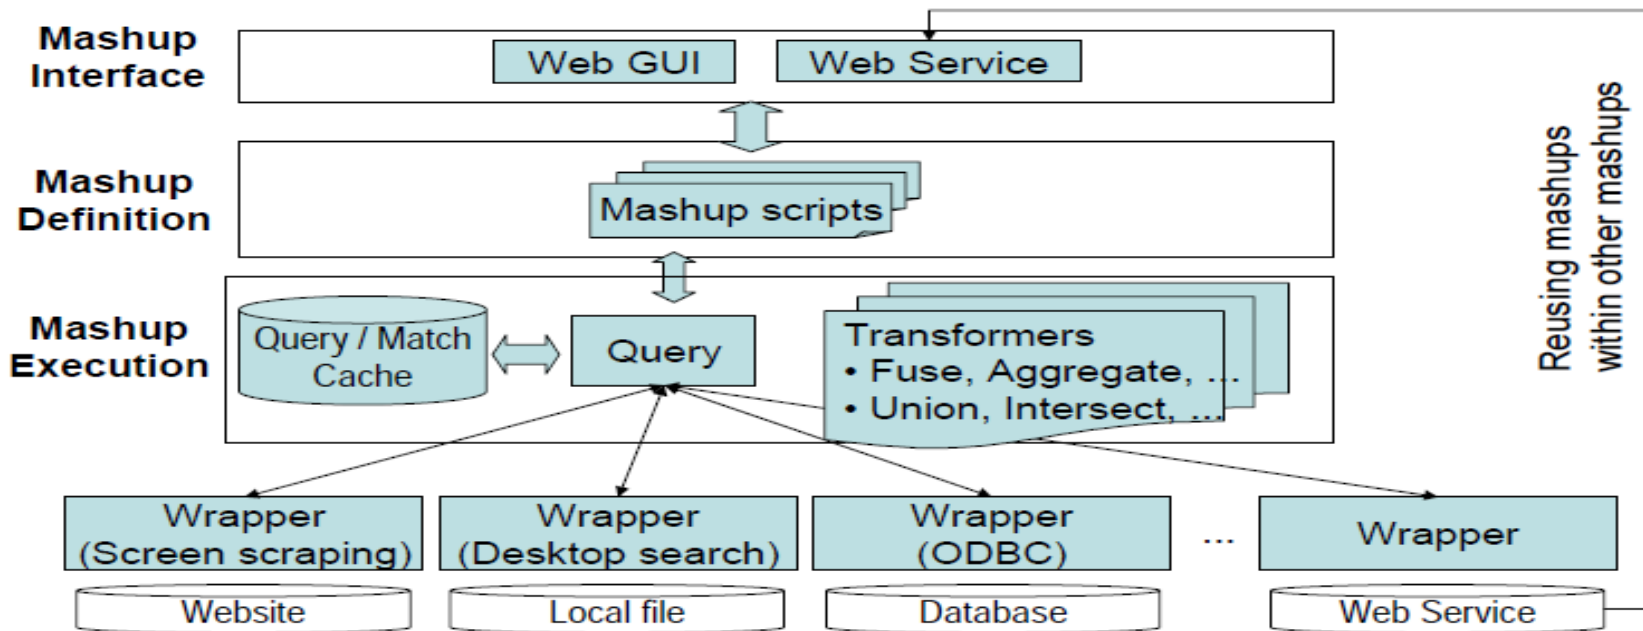 Mashup
Interface
Web GUI
Web Service
Mashup
Definition
Mashup scripts
Mashup
Execution
Query / Match
Cache
Query
Transformers
• Fuse, Aggregate, ...
• Union, Intersect, ...
Reusing mashups
within other mashups
Wrapper
(Screen scraping)
Wrapper
(Desktop search)
Wrapper
(ODBC)
...
Wrapper
Website
Local file
Database
Web Service